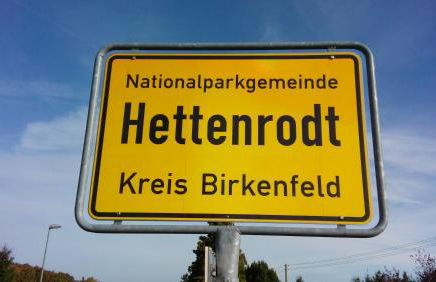 Nationalparkgemeinde
Hettenrodt
Kreis Birkenfeld